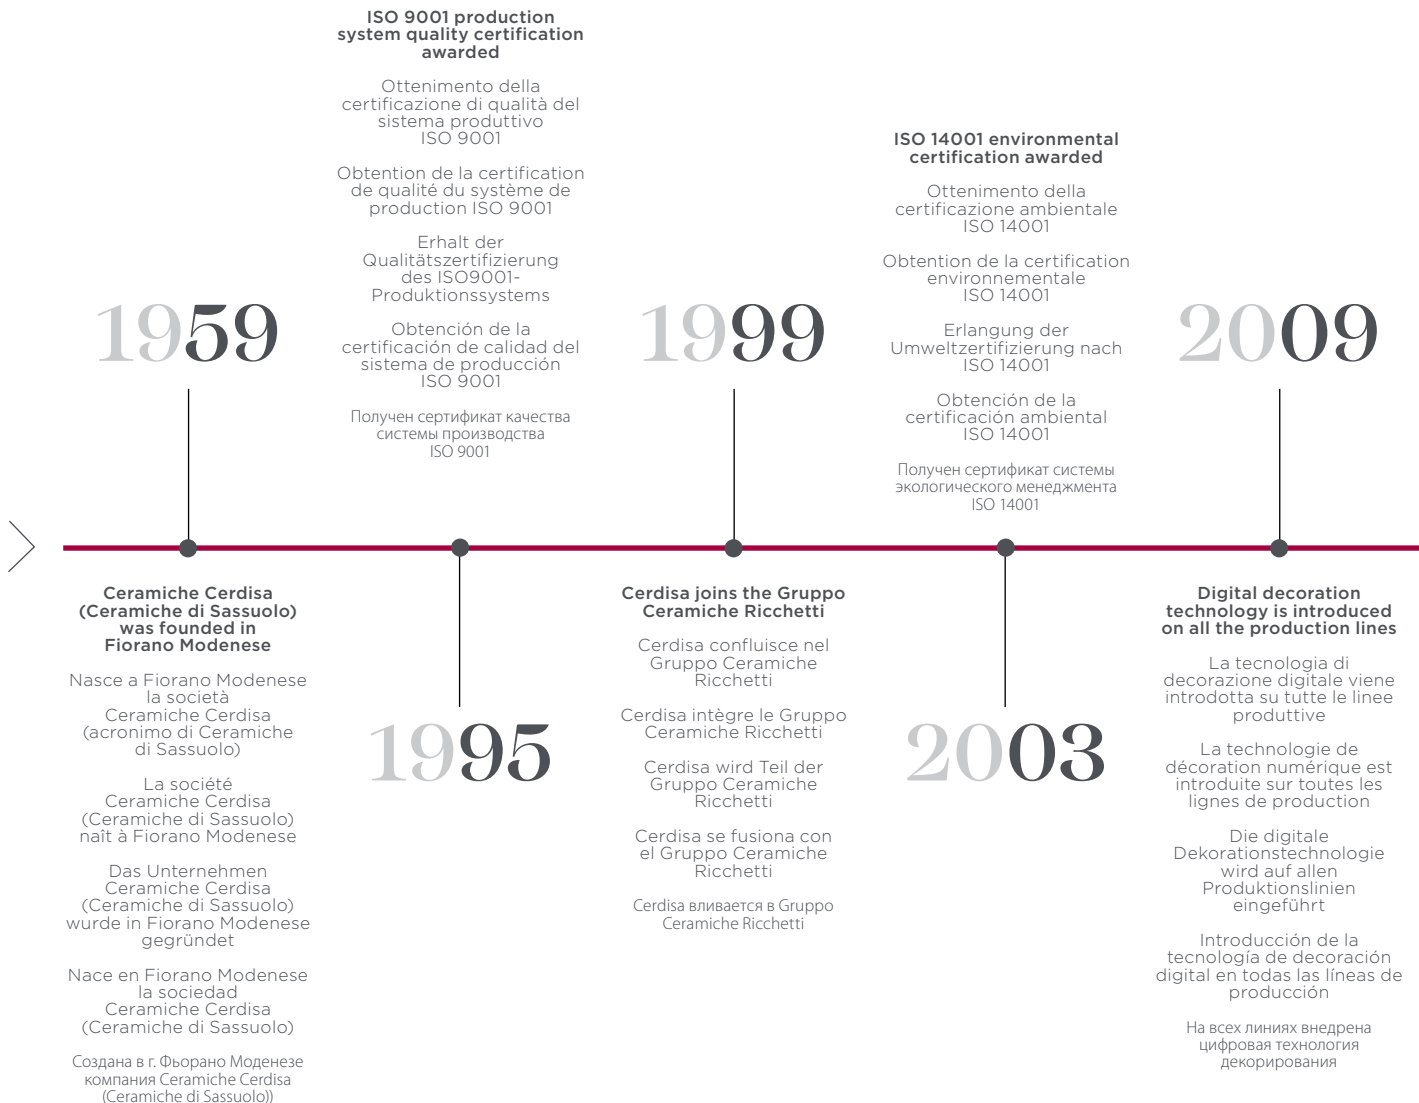 1959
Ceramiche Cerdisa
(Ceramiche di Sassuolo)
was founded in
Fiorano Modenese
Nasce a Fiorano Modenese
la società
Ceramiche Cerdisa
(acronimo di Ceramiche
di Sassuolo)
La société
Ceramiche Cerdisa
(Ceramiche di Sassuolo)
naît à Fiorano Modenese
Das Unternehmen
Ceramiche Cerdisa
(Ceramiche di Sassuolo)
wurde in Fiorano Modenese
gegründet
Nace en Fiorano Modenese
la sociedad
Ceramiche Cerdisa
(Ceramiche di Sassuolo)
Создана в г. Фьорано Моденезе
компания Ceramiche Cerdisa
(Ceramiche di Sassuolo))
ISO 9001 production
system quality certification
awarded
Ottenimento della
certificazione di qualità del
sistema produttivo
ISO 9001
Obtention de la certification
de qualité du système de
production ISO 9001
Erhalt der
Qualitätszertifizierung
des ISO9001-
Produktionssystems
Obtención de la
certificación de calidad del
sistema de producción
ISO 9001
Получен сертификат качества
системы производства
ISO 9001
1995
1999
Cerdisa joins the Gruppo
Ceramiche Ricchetti
Cerdisa confluisce nel
Gruppo Ceramiche
Ricchetti
Cerdisa intègre le Gruppo
Ceramiche Ricchetti
Cerdisa wird Teil der
Gruppo Ceramiche
Ricchetti
Cerdisa se fusiona con
el Gruppo Ceramiche
Ricchetti
Cerdisa вливается в Gruppo
Ceramiche Ricchetti
ISO 14001 environmental
certification awarded
Ottenimento della
certificazione ambientale
ISO 14001
Obtention de la certification
environnementale
ISO 14001
Erlangung der
Umweltzertifizierung nach
ISO 14001
Obtención de la
certificación ambiental
ISO 14001
Получен сертификат системы
экологического менеджмента
ISO 14001
2003
2009
Digital decoration
technology is introduced
on all the production lines
La tecnologia di
decorazione digitale viene
introdotta su tutte le linee
produttive
La technologie de
décoration numérique est
introduite sur toutes les
lignes de production
Die digitale
Dekorationstechnologie
wird auf allen
Produktionslinien
eingeführt
Introducción de la
tecnología de decoración
digital en todas las líneas de
producción
На всех линиях внедрена
цифровая технология
декорирования